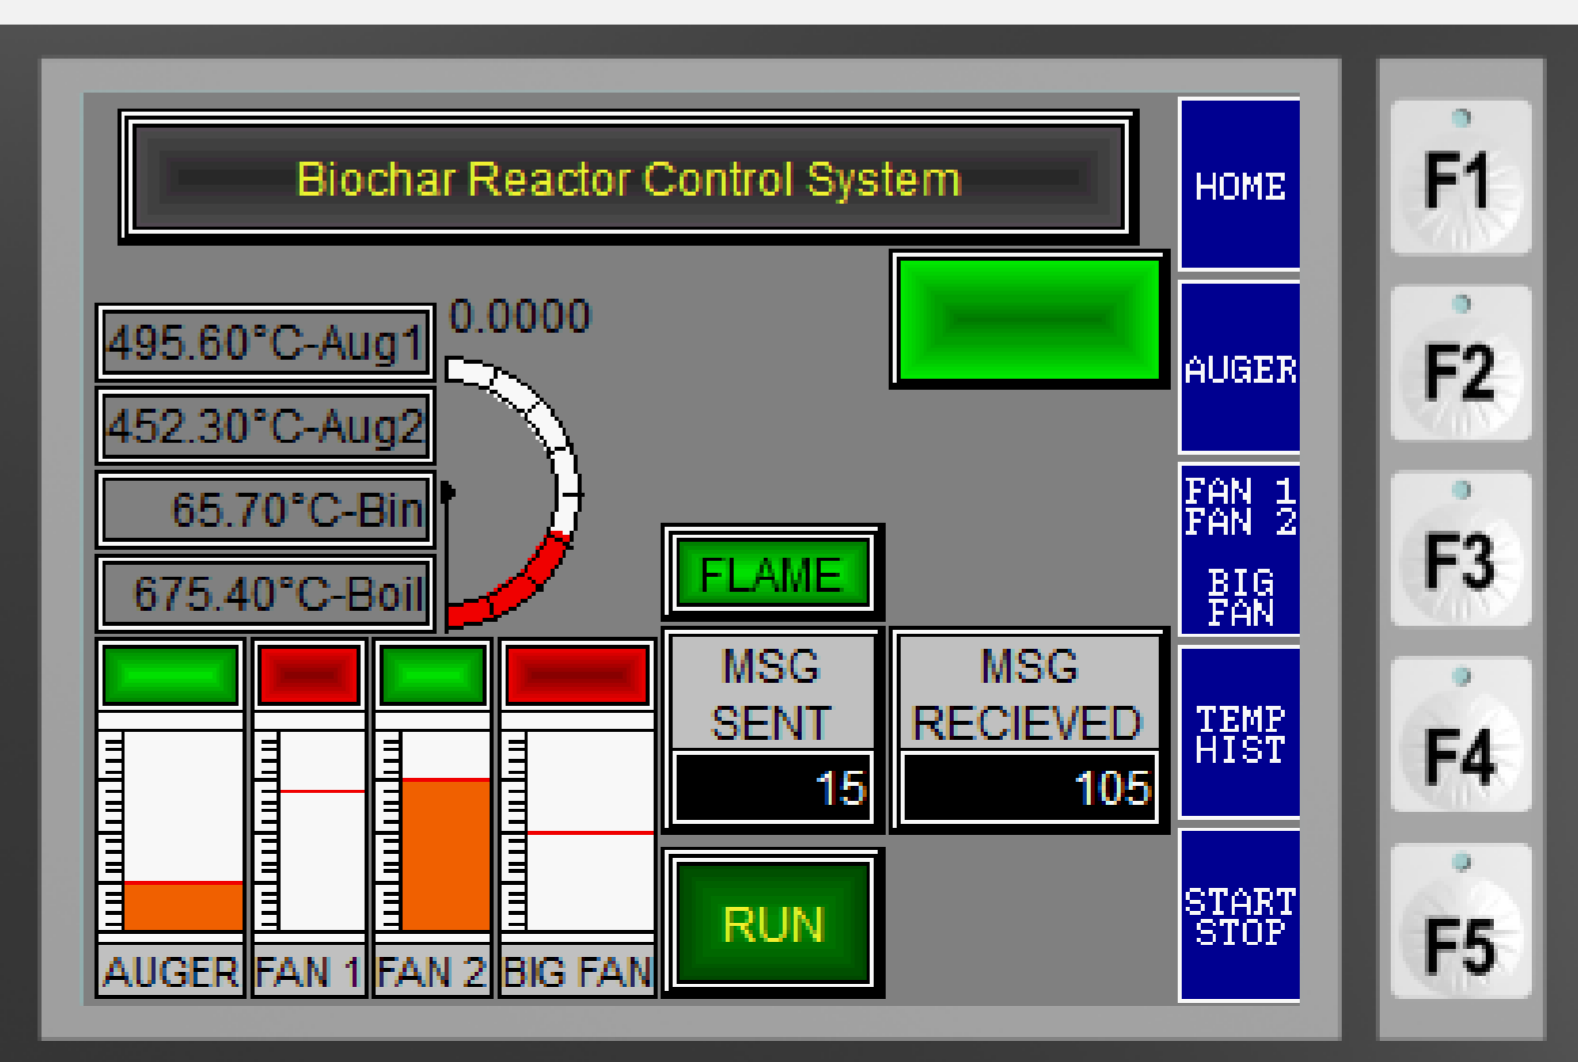 Biochar Reactor Control System
495.60°C-Aug1
0.0000
452.30°C-Aug2
65.70°C-Bin
675.40°C-Boil
FLAME
MSG
SENT
15
MSG
RECIEVED
105
RUN
AUGER
FAN 1
FAN 2
BIG FAN
HOME
AUGER
FAN 1
FAN 2
BIG
FAN
TEMP
HIST
START
STOP
F1
F2
F3
F4
F5